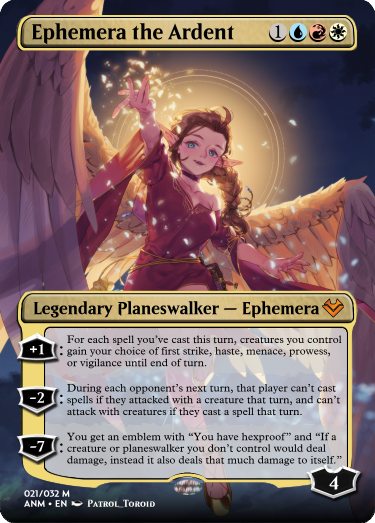 Ephemera the Ardent 1
Legendary Planeswalker — Ephemera
+1: For each spell you've cast this turn, creatures you control
gain your choice of first strike, haste, menace, prowess,
or vigilance until end of turn.
-2: During each opponent's next turn, that player can't cast
spells if they attacked with a creature that turn, and can't
attack with creatures if they cast a spell that turn.
-7: You get an emblem with “You have hexproof” and “If a
creature or planeswalker you don't control would deal
damage, instead it also deals that much damage to itself.”
4
021/032 M
ANM • EN Patrol_Toroid